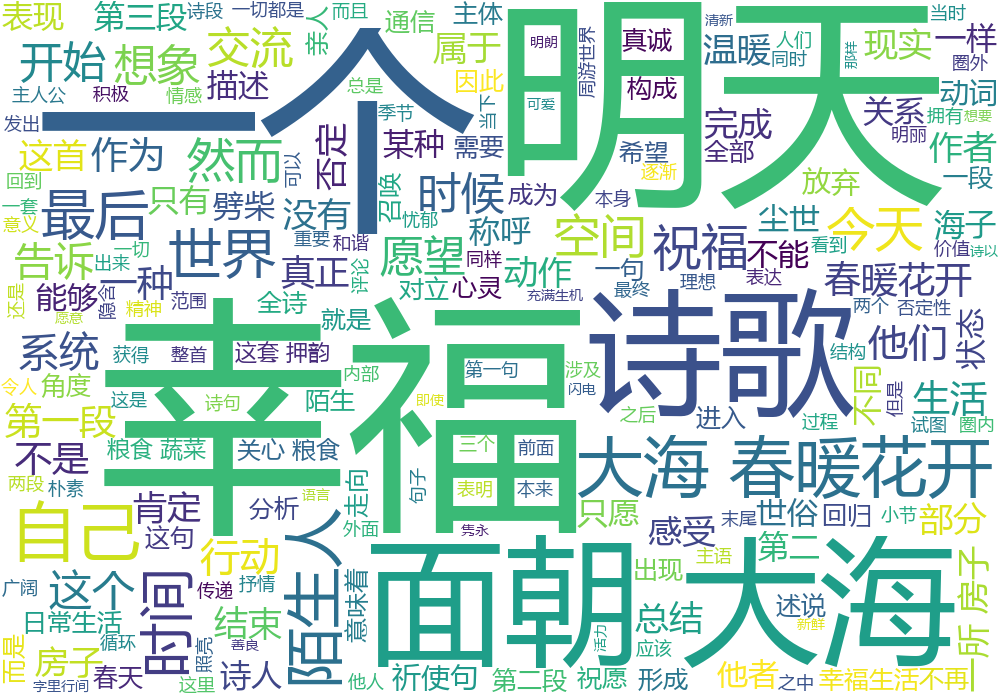 表现
第三段
诗段
一切都是
而且
亲人
通信
主体
一个
明天
清新
当时
开始
想象
交流
属于
明朗
周游世界
真诚
温暖
人们
同时
那样
现实
一样
圈外
主人公
积极
情感
描述
总是
因此
季节
当下
可爱
构成
关系
动词
拥有
想要
发出
这首
作为
然而
否定
某种
需要
希望
完成
全部
逐渐
明丽
作者
回到
一套
意义
最后
只有
劈柴
没有
可以
召唤
忧郁
时候
成为
本身
放弃
一段
告诉
一切
出来
世界
重要
和谐
真正
愿望
称呼
同样
空间
祝福
尘世
不能
今天
看到
海子
价值
诗以
还是
愿意
能够
隐含
精神
一种
范围
全诗
评论
对立
心灵
动作
充满生机
一句
最终
理想
表达
春暖花开
两个
否定性
系统
获得
整首
这套 押韵
就是
内部
幸福
第一句
涉及
闪电
诗歌
结构
他们
状态
令人
角度
这是
诗句
陌生
即使
之后
进入
过程
不同
但是
生活
试图
圈内
第一段
不是
粮食 蔬菜
关心 粮食
三个
前面
表明
本来
大海 春暖花开
两段
朴素
肯定
分析
语言
走向
外面
句子
隽永
只愿
感受
末尾
世俗
回归
小节
部分
自己
这句
行动
陌生人
面朝大海
出现
主语
第二
一所 房子
广阔
这个
时间
传递
抒情
意味着
活力
应该
总结
述说
新鲜
日常生活
循环
结束
照亮
善良
而是
房子
春天
字里行间
这里
诗人
他人
祈使句
第二段
祝愿
形成
他者
之中
幸福生活不再